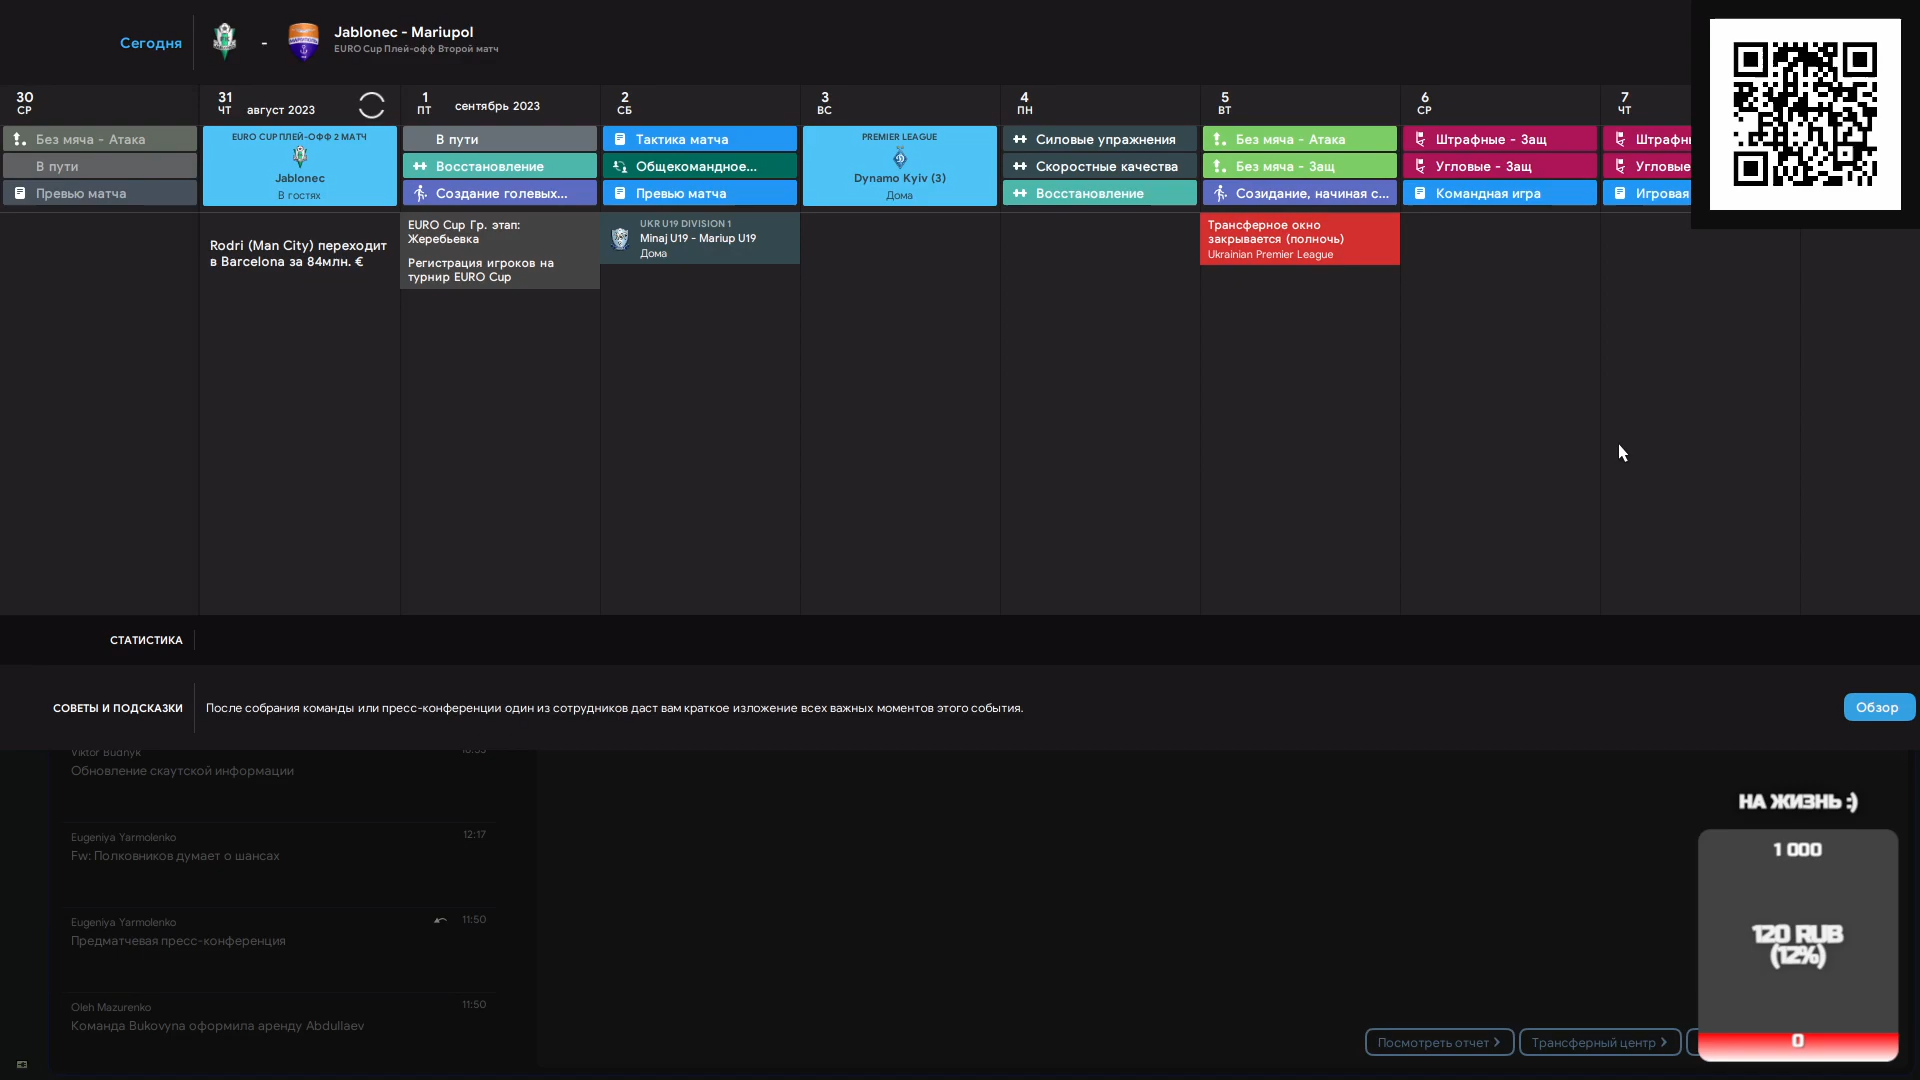 Сегодня
-
Jablonec - Mariupol
EURO Cup Плей-офф Второй матч
30
СР
31
ЧТ
август 2023
1
ПТ
сентябрь 2023
2
СБ
3
ВС
4
ПН
5
ВТ
6
СР
7
ЧТ
Без мяча - Атака
В пути
Превью матча
EURO CUP ПЛЕЙ-ОФФ 2 МАТЧ
Jablonec
В гостях
В пути
Восстановление
Создание голевых...
Тактика матча
Общекомандное...
Превью матча
PREMIER LEAGUE
Dynamo Kyiv (3)
Дома
Силовые упражнения
Скоростные качества
Восстановление
Без мяча - Атака
Без мяча - Защ
Созидание, начиная с...
Штрафные - Защ
Угловые - Защ
Командная игра
Штрафн
Угловые
Игровая
Rodri (Man City) переходит
в Barcelona за 84млн. €
EURO Cup Гр. этап:
Жеребьевка
Регистрация игроков на
турнир EURO Cup
UKR U19 DIVISION 1
Minaj U19 - Mariup U19
Дома
Трансферное окно
закрывается (полночь)
Ukrainian Premier League
СТАТИСТИКА
СОВЕТЫ И ПОДСКАЗКИ
После собрания команды или пресс-конференции один из сотрудников даст вам краткое изложение всех важных моментов этого события.
Обзор
Viktor Budnyk
Обновление скаутской информации
Eugeniya Yarmolenko
12:17
Fw: Полковников думает о шансах
Eugeniya Yarmolenko
11:50
Предматчевая пресс-конференция
Oleh Mazurenko
11:50
Команда Bukovyna оформила аренду Abdullaev
Посмотреть отчет
Трансферный центр
НА ЖИЗНЬ :)
1 000
120 RUB
(12%)
0